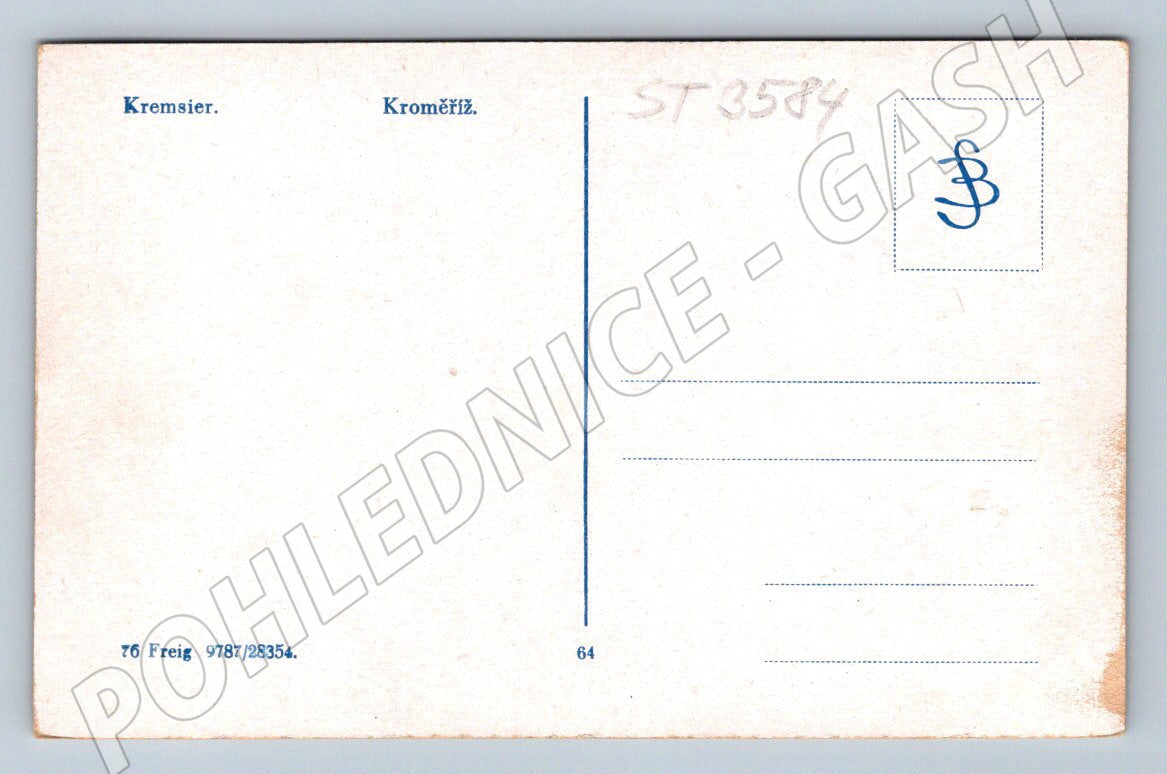 Kremsier. Kroměříž.
ST 3584
76 Freig 9787/28354. 64
POHLEDNICE - GASH